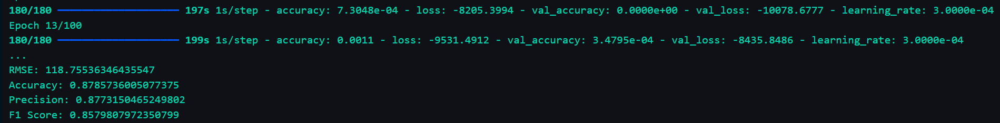 180/180 ━━━━━━━━━━━━━━━━━━━━ 197s 1s/step - accuracy: 7.3048e-04 - loss: -8205.3994 - val_accuracy: 0.0000e+00 - val_loss: -10078.6777 - learning_rate: 3.0000e-04
Epoch 13/100
180/180 ━━━━━━━━━━━━━━━━━━━━ 199s 1s/step - accuracy: 0.0011 - loss: -9531.4912 - val_accuracy: 3.4795e-04 - val_loss: -8435.8486 - learning_rate: 3.0000e-04
...
RMSE: 118.75536346435547
Accuracy: 0.8785736005077375
Precision: 0.8773150465249802
F1 Score: 0.8579807972350799